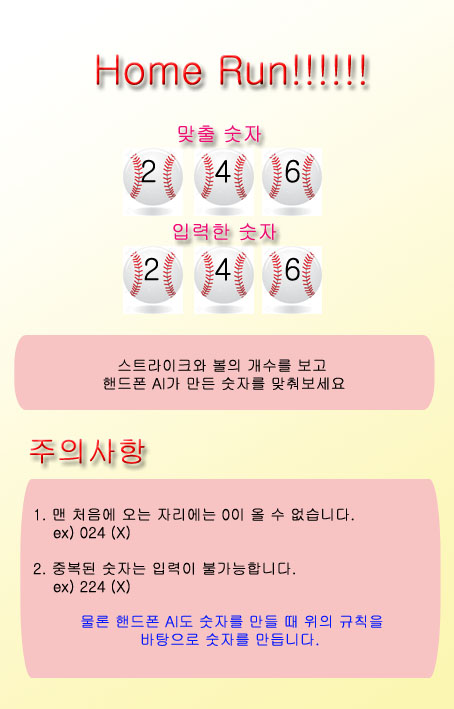 Home Run!!!!!!
맞출 숫자
2 4 6
입력한 숫자
2 4 6
스트라이크와 볼의 개수를 보고
핸드폰 AI가 만든 숫자를 맞춰보세요
주의사항
1. 맨 처음에 오는 자리에는 0이 올 수 없습니다.
ex) 024 (X)
2. 중복된 숫자는 입력이 불가능합니다.
ex) 224 (X)
물론 핸드폰 AI도 숫자를 만들 때 위의 규칙을
바탕으로 숫자를 만듭니다.